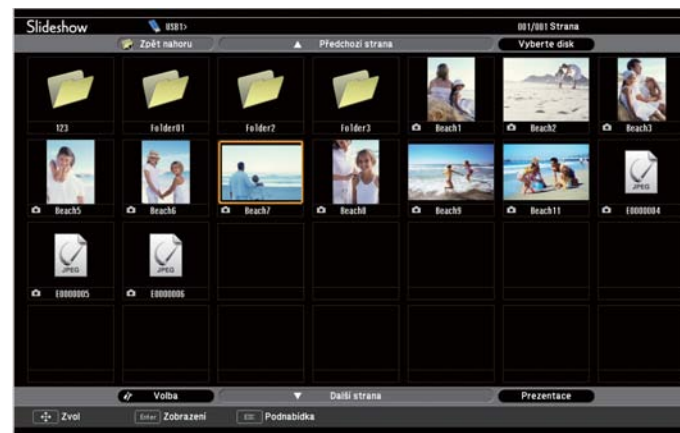 Slideshow USB1> 001/001 Strana
Zpět nahoru Předchozí strana Vyberte disk
123 Folder01 Folder2 Folder3 Beach1 Beach2 Beach3
JPEG
Beach5 Beach6 Beach7 Beach8 Beach9 Beach11 E0000004
JPEG JPEG
E0000005 E0000006
Volba Další strana Prezentace
Zvol Enter Zobrazení ESC Podnabídka